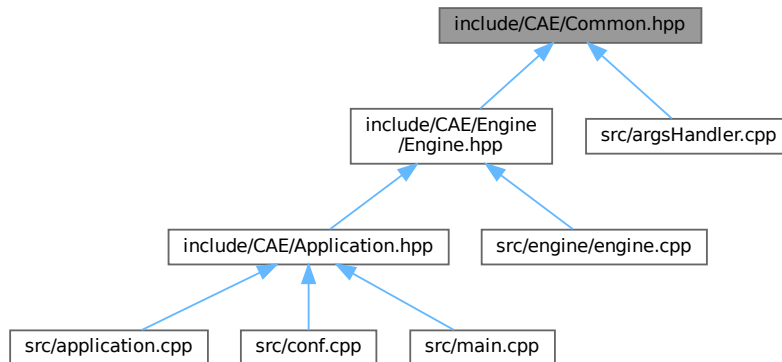 include/CAE/Common.hpp
include/CAE/Engine
/Engine.hpp
src/argsHandler.cpp
include/CAE/Application.hpp
src/engine/engine.cpp
src/application.cpp
src/conf.cpp
src/main.cpp